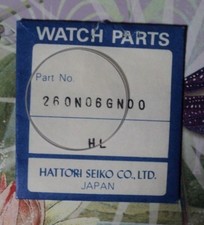 WATCH PARTS
Part No.
260N06GN00
HL
HATTORI SEIKO CO., LTD.
JAPAN